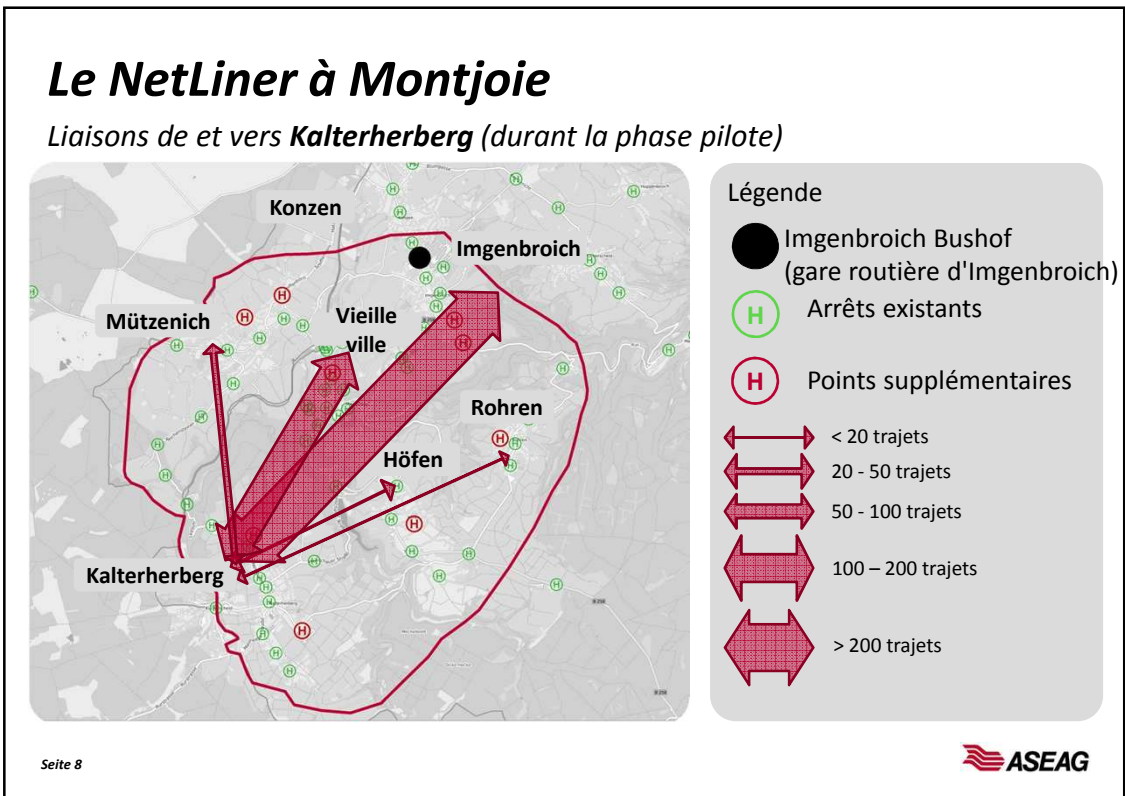 Le NetLiner à Montjoie
Liaisons de et vers Kalterherberg (durant la phase pilote)
Konzen
Imgenbroich
Mützenich
Vieille
ville
Rohren
Höfen
Kalterherberg
Légende
Imgenbroich Bushof
(gare routière d'Imgenbroich)
H Arrêts existants
H Points supplémentaires
< 20 trajets
20 - 50 trajets
50 - 100 trajets
100 – 200 trajets
> 200 trajets
Seite 8
ASEAG